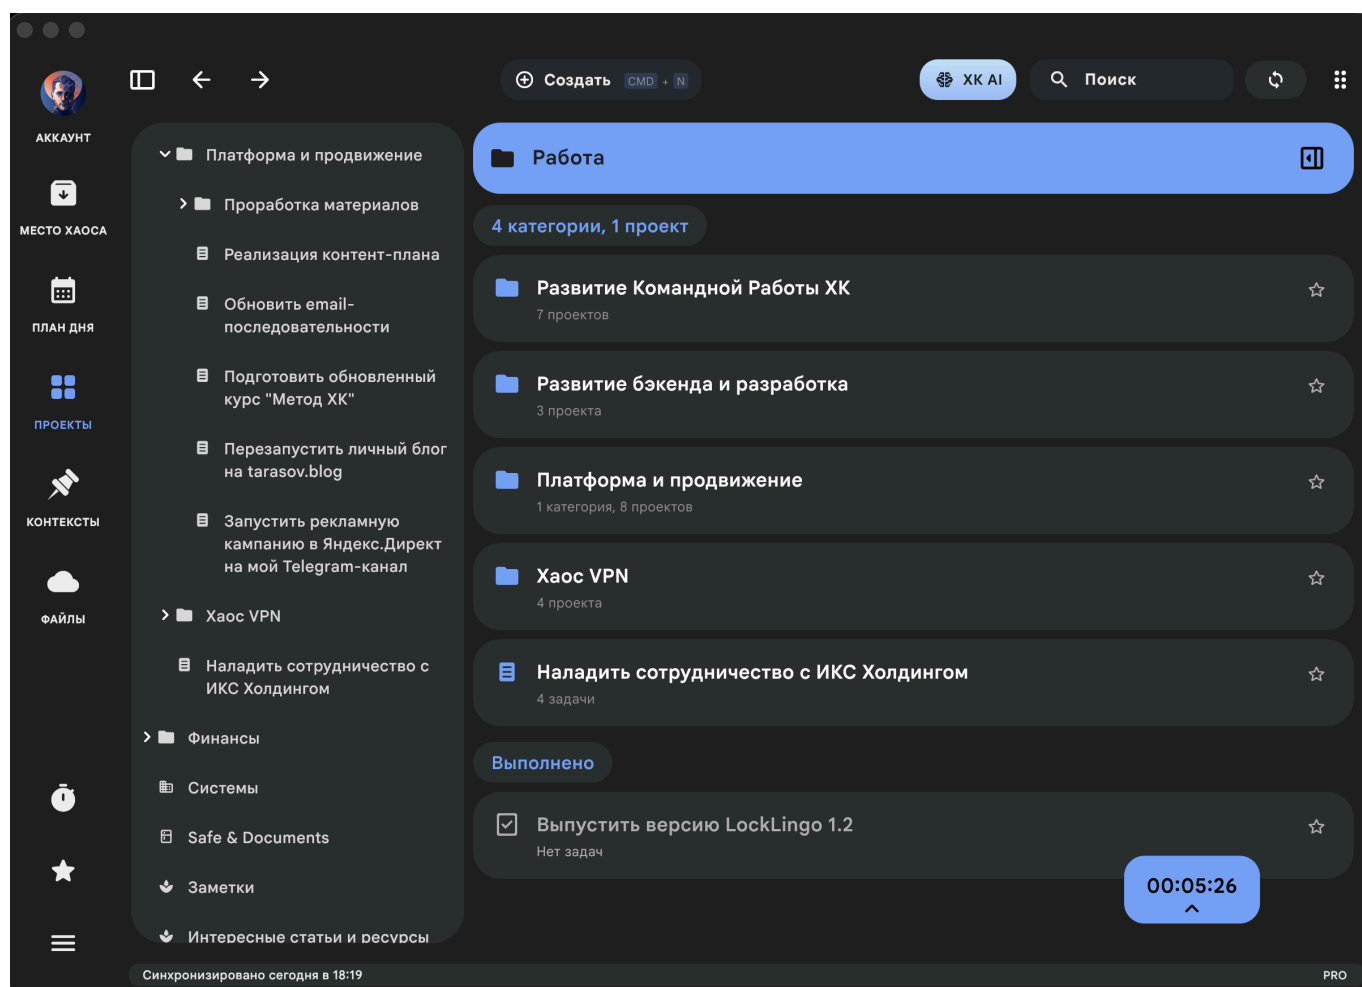 Создать CMD + N
ХК AI
Поиск
АККАУНТ
МЕСТО ХАОСА
ПЛАН ДНЯ
ПРОЕКТЫ
КОНТЕКСТЫ
ФАЙЛЫ
Платформа и продвижение
Проработка материалов
Реализация контент-плана
Обновить email-
последовательности
Подготовить обновленный
курс "Метод ХК"
Перезапустить личный блог
на tarasov.blog
Запустить рекламную
кампанию в Яндекс.Директ
на мой Telegram-канал
Хаос VPN
Наладить сотрудничество с
ИКС Холдингом
Финансы
Системы
Safe & Documents
Заметки
Интересные статьи и ресурсы
Работа
4 категории, 1 проект
Развитие Командной Работы ХК
7 проектов
Развитие бэкенда и разработка
3 проекта
Платформа и продвижение
1 категория, 8 проектов
Хаос VPN
4 проекта
Наладить сотрудничество с ИКС Холдингом
4 задачи
Выполнено
Выпустить версию LockLingo 1.2
Нет задач
00:05:26
Синхронизировано сегодня в 18:19
PRO